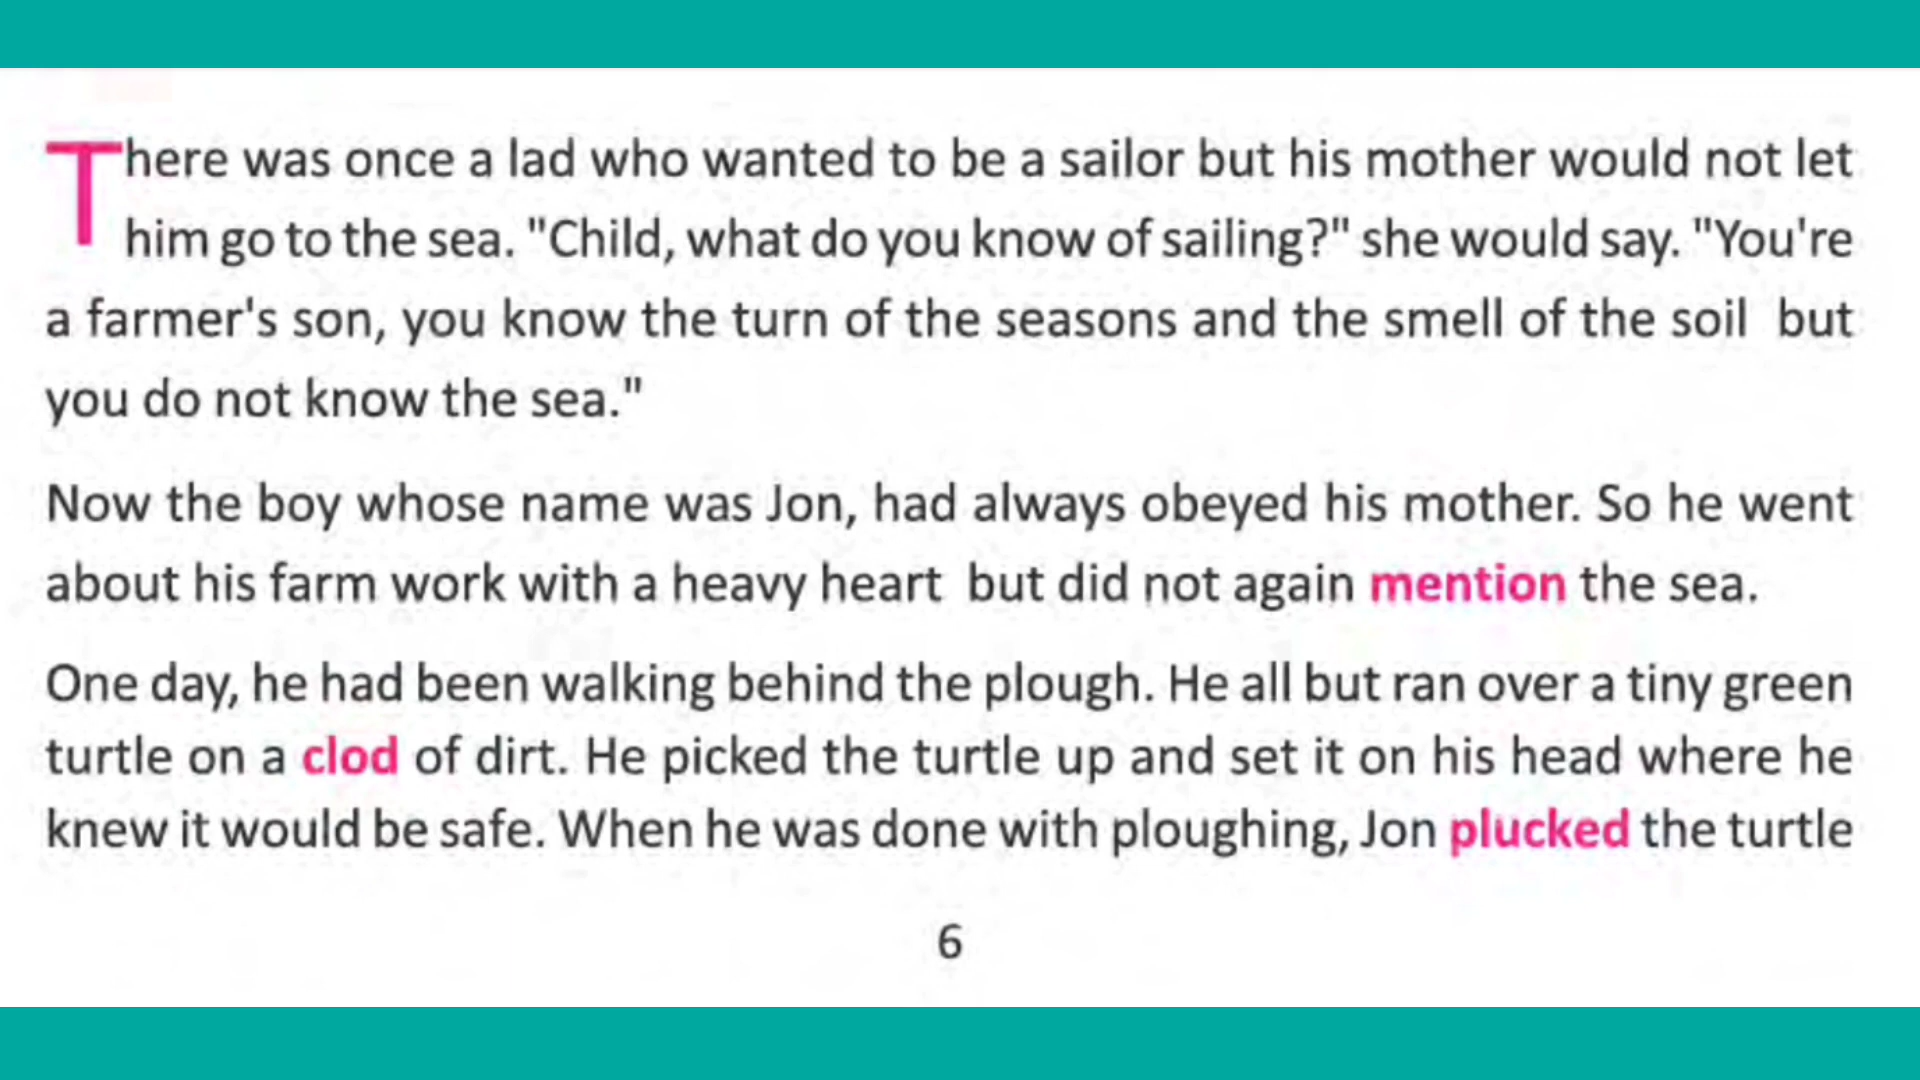 There was once a lad who wanted to be a sailor but his mother would not let
him go to the sea. "Child, what do you know of sailing?" she would say. "You're
a farmer's son, you know the turn of the seasons and the smell of the soil but
you do not know the sea."
Now the boy whose name was Jon, had always obeyed his mother. So he went
about his farm work with a heavy heart but did not again mention the sea.
One day, he had been walking behind the plough. He all but ran over a tiny green
turtle on a clod of dirt. He picked the turtle up and set it on his head where he
knew it would be safe. When he was done with ploughing, Jon plucked the turtle
6